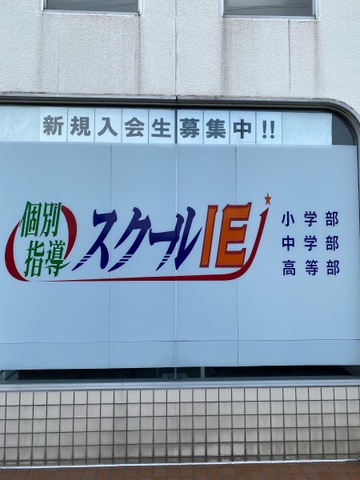 新規入会生募集中!!
個別
指導
スクールIE
小学部
中学部
高等部